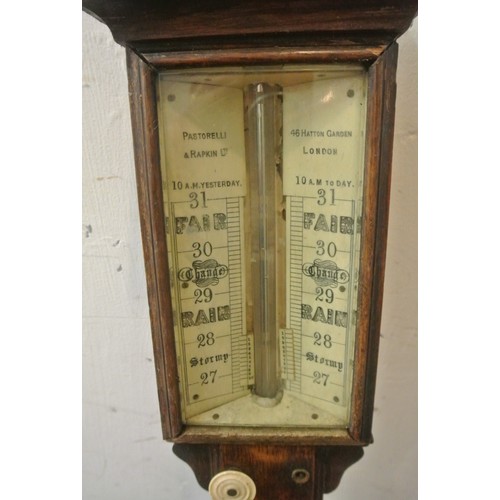 PASTORELLI
& RAPKIN LD
10 A.M. YESTERDAY.
31
FAIR
30
Change
29
RAIN
28
Stormy
27
46 HATTON GARDEN
LONDON
10 A.M TO DAY.
31
FAIR
30
Change
29
RAIN
28
Stormy
27